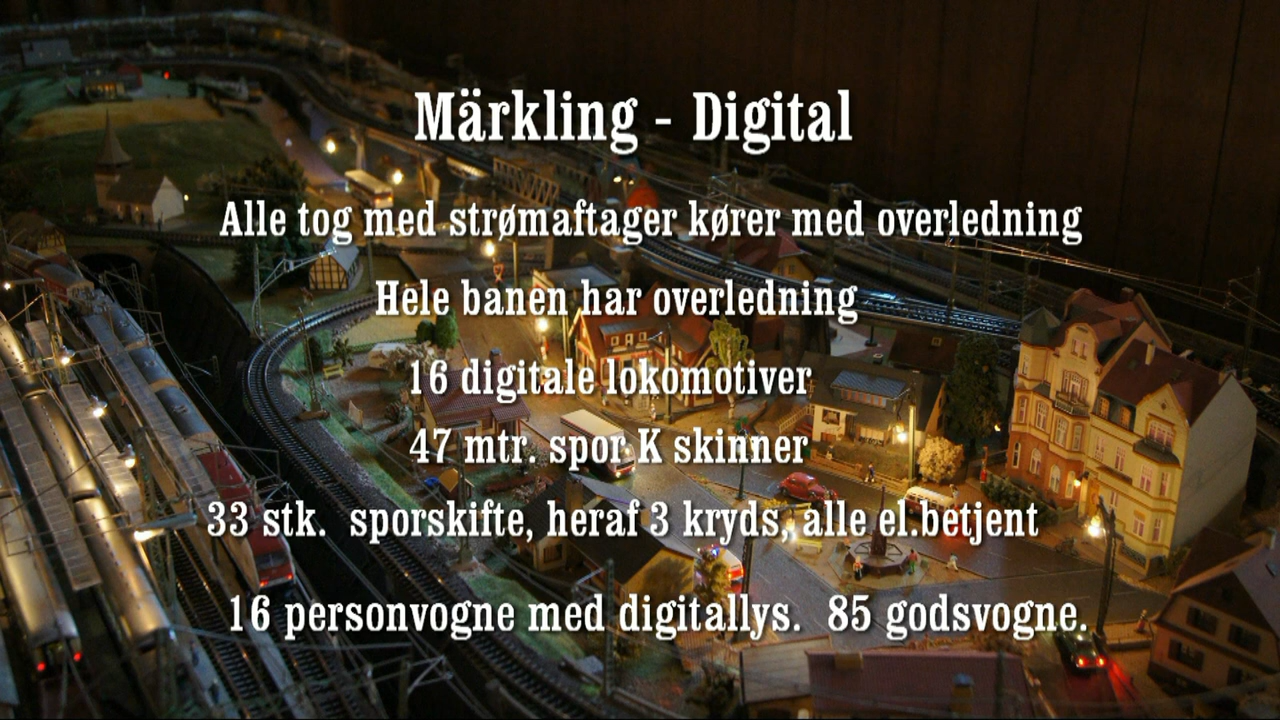 Märkling - Digital
Alle tog med strømaftager kører med overledning
Hele banen har overledning
16 digitale lokomotiver
47 mtr. spor K skinner
33 stk.  sporskifte, heraf 3 kryds, alle el.betjent
16 personvogne med digitallys.  85 godsvogne.